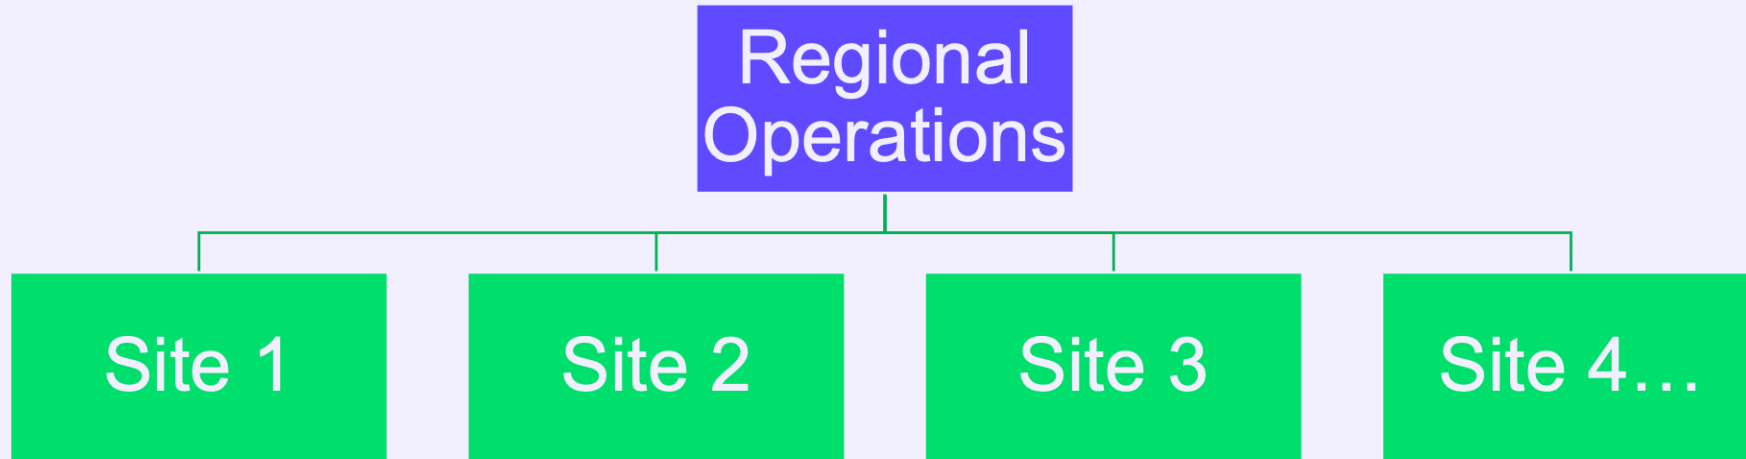 Regional
Operations
Site 1
Site 2
Site 3
Site 4…